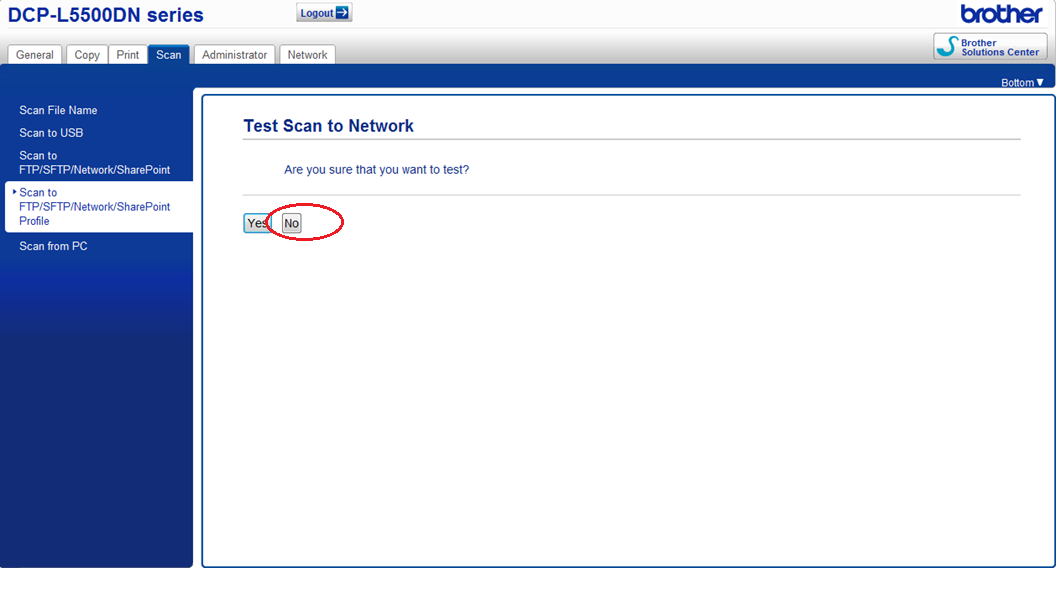 DCP-L5500DN series
Logout
brother
General
Copy
Print
Scan
Administrator
Network
Brother
Solutions Center
Bottom▼
Scan File Name
Scan to USB
Scan to
FTP/SFTP/Network/SharePoint
Scan to
FTP/SFTP/Network/SharePoint
Profile
Scan from PC
Test Scan to Network
Are you sure that you want to test?
Yes
No